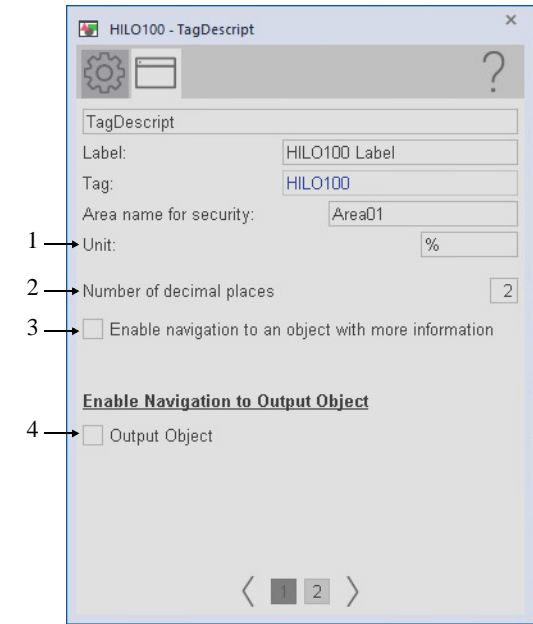 HILO100 - TagDescript
TagDescript
Label: HILO100 Label
Tag: HILO100
Area name for security: Area01
1 Unit: %
2 Number of decimal places 2
3 Enable navigation to an object with more information
Enable Navigation to Output Object
4 Output Object
1 2